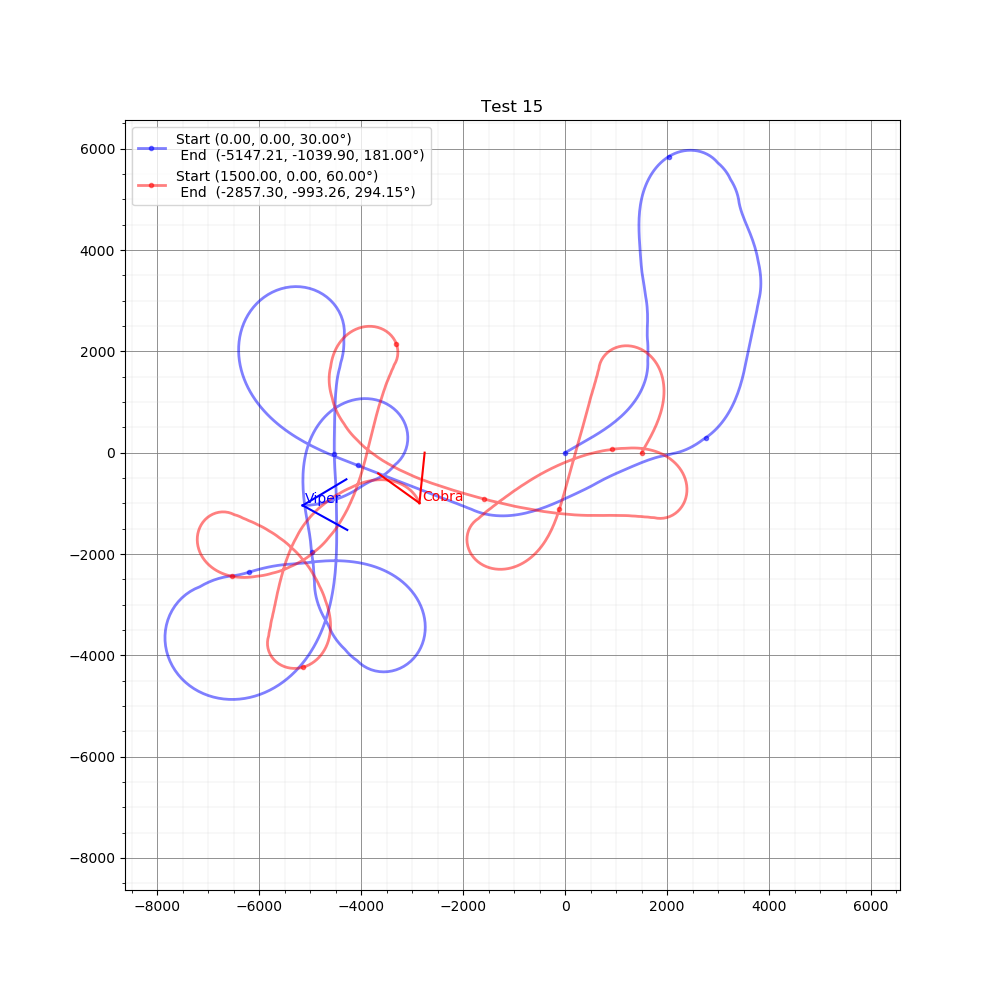 Test 15
Start (0.00, 0.00, 30.00°)
End  (-5147.21, -1039.90, 181.00°)
Start (1500.00, 0.00, 60.00°)
End  (-2857.30, -993.26, 294.15°)
6000
4000
2000
0
−2000
−4000
−6000
−8000
Viper
Cobra
−8000 −6000 −4000 −2000 0 2000 4000 6000